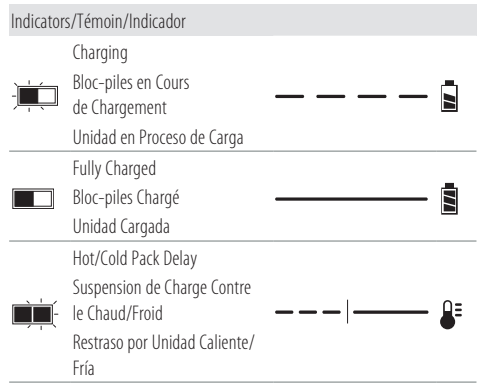 Indicators/Témoin/Indicador
Charging
Bloc-piles en Cours
de Chargement
Unidad en Proceso de Carga
Fully Charged
Bloc-piles Chargé
Unidad Cargada
Hot/Cold Pack Delay
Suspension de Charge Contre
le Chaud/Froid
Restraso por Unidad Caliente/
Fría